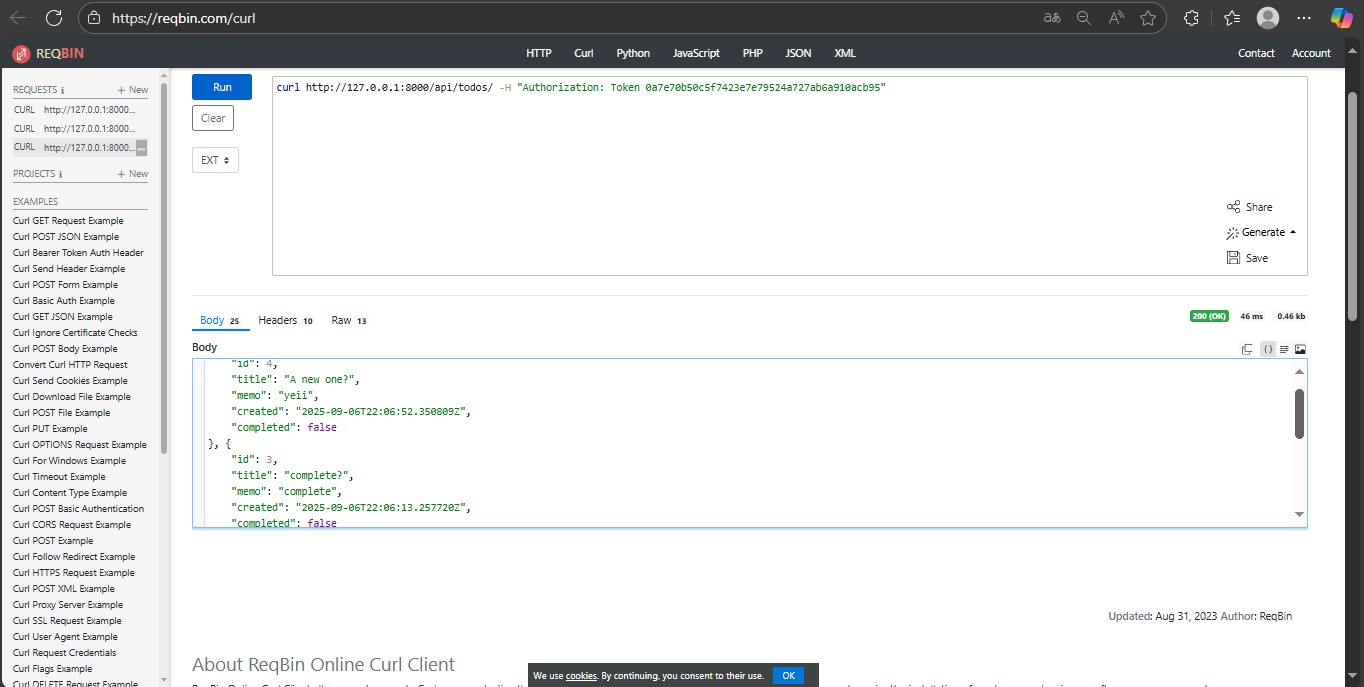 https://reqbin.com/curl
REQBIN
HTTP Curl Python JavaScript PHP JSON XML
Contact Account
REQUESTS + New
CURL http://127.0.0.1:8000...
CURL http://127.0.0.1:8000...
CURL http://127.0.0.1:8000...
PROJECTS + New
EXAMPLES
Curl GET Request Example
Curl POST JSON Example
Curl Bearer Token Auth Header
Curl Send Header Example
Curl POST Form Example
Curl Basic Auth Example
Curl GET JSON Example
Curl Ignore Certificate Checks
Curl POST Body Example
Convert Curl HTTP Request
Curl Send Cookies Example
Curl Download File Example
Curl POST File Example
Curl PUT Example
Curl OPTIONS Request Example
Curl For Windows Example
Curl Timeout Example
Curl Content Type Example
Curl POST Basic Authentication
Curl CORS Request Example
Curl POST Example
Curl Follow Redirect Example
Curl HTTPS Request Example
Curl POST XML Example
Curl Proxy Server Example
Curl SSL Request Example
Curl User Agent Example
Curl Request Credentials
Curl Flags Example
Curl DELETE Request Example
Run
Clear
EXT
curl http://127.0.0.1:8000/api/todos/ -H "Authorization: Token 0a7e70b50c5f7423e7e79524a727ab6a910acb95"
Share
Generate
Save
Body 25 Headers 10 Raw 13
200 (OK) 46 ms 0.46 kb
Body
"id": 4,
"title": "A new one?",
"memo": "yeii",
"created": "2025-09-06T22:06:52.350809Z",
"completed": false
}, {
"id": 3,
"title": "complete?",
"memo": "complete",
"created": "2025-09-06T22:06:13.257720Z",
"completed": false
Updated: Aug 31, 2023 Author: ReqBin
About ReqBin Online Curl Client
We use cookies. By continuing, you consent to their use. OK